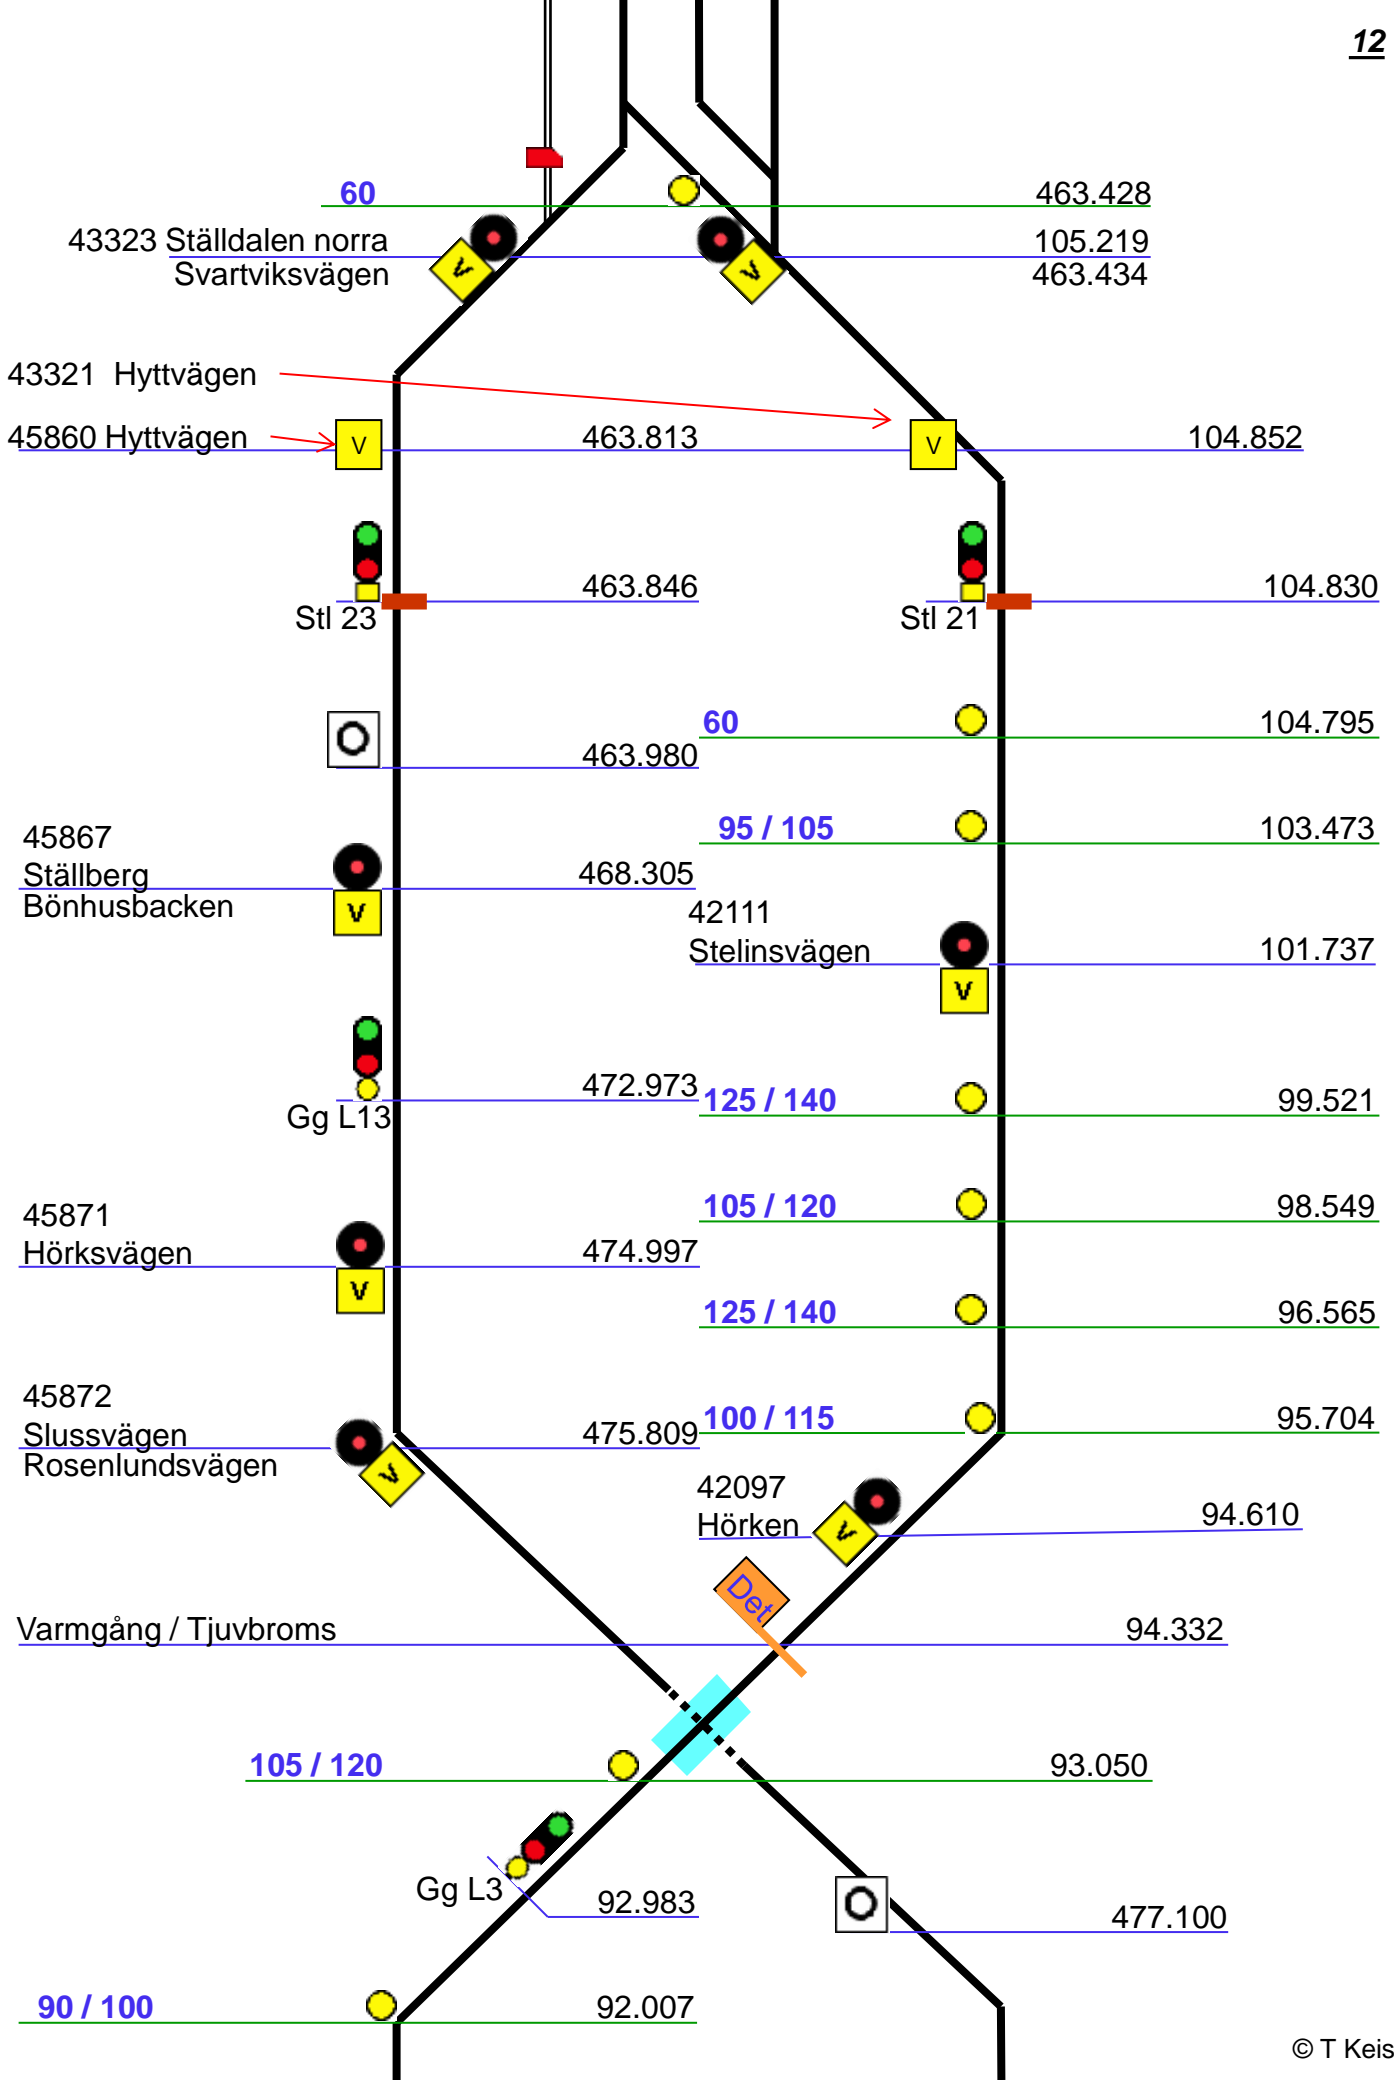 12
60 463.428
43323 Ställdalen norra 105.219
Svartviksvägen 463.434
V V
43321 Hyttvägen
45860 Hyttvägen V 463.813 V 104.852
463.846 104.830
Stl 23 Stl 21
60 104.795
O 463.980
95 / 105 103.473
45867
Ställberg 468.305
Bönhusbacken V
42111
Stelinsvägen 101.737
V
472.973 125 / 140 99.521
Gg L13
105 / 120 98.549
45871
Hörksvägen 474.997
V
125 / 140 96.565
45872
Slussvägen 475.809 100 / 115 95.704
Rosenlundsvägen V
42097
Hörken V 94.610
Det
Varmgång / Tjuvbroms 94.332
105 / 120 93.050
Gg L3 92.983 O 477.100
90 / 100 92.007
© T Keis